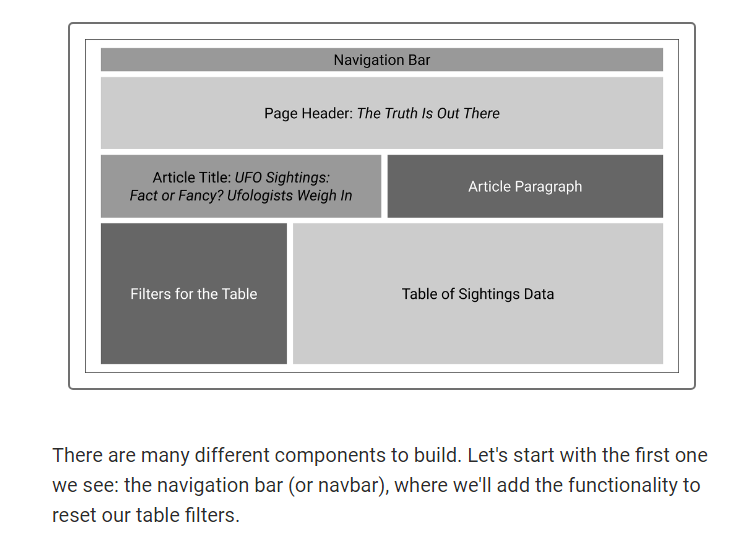 Navigation Bar
Page Header: The Truth Is Out There
Article Title: UFO Sightings:
Fact or Fancy? Ufologists Weigh In
Article Paragraph
Filters for the Table
Table of Sightings Data
There are many different components to build. Let's start with the first one
we see: the navigation bar (or navbar), where we'll add the functionality to
reset our table filters.